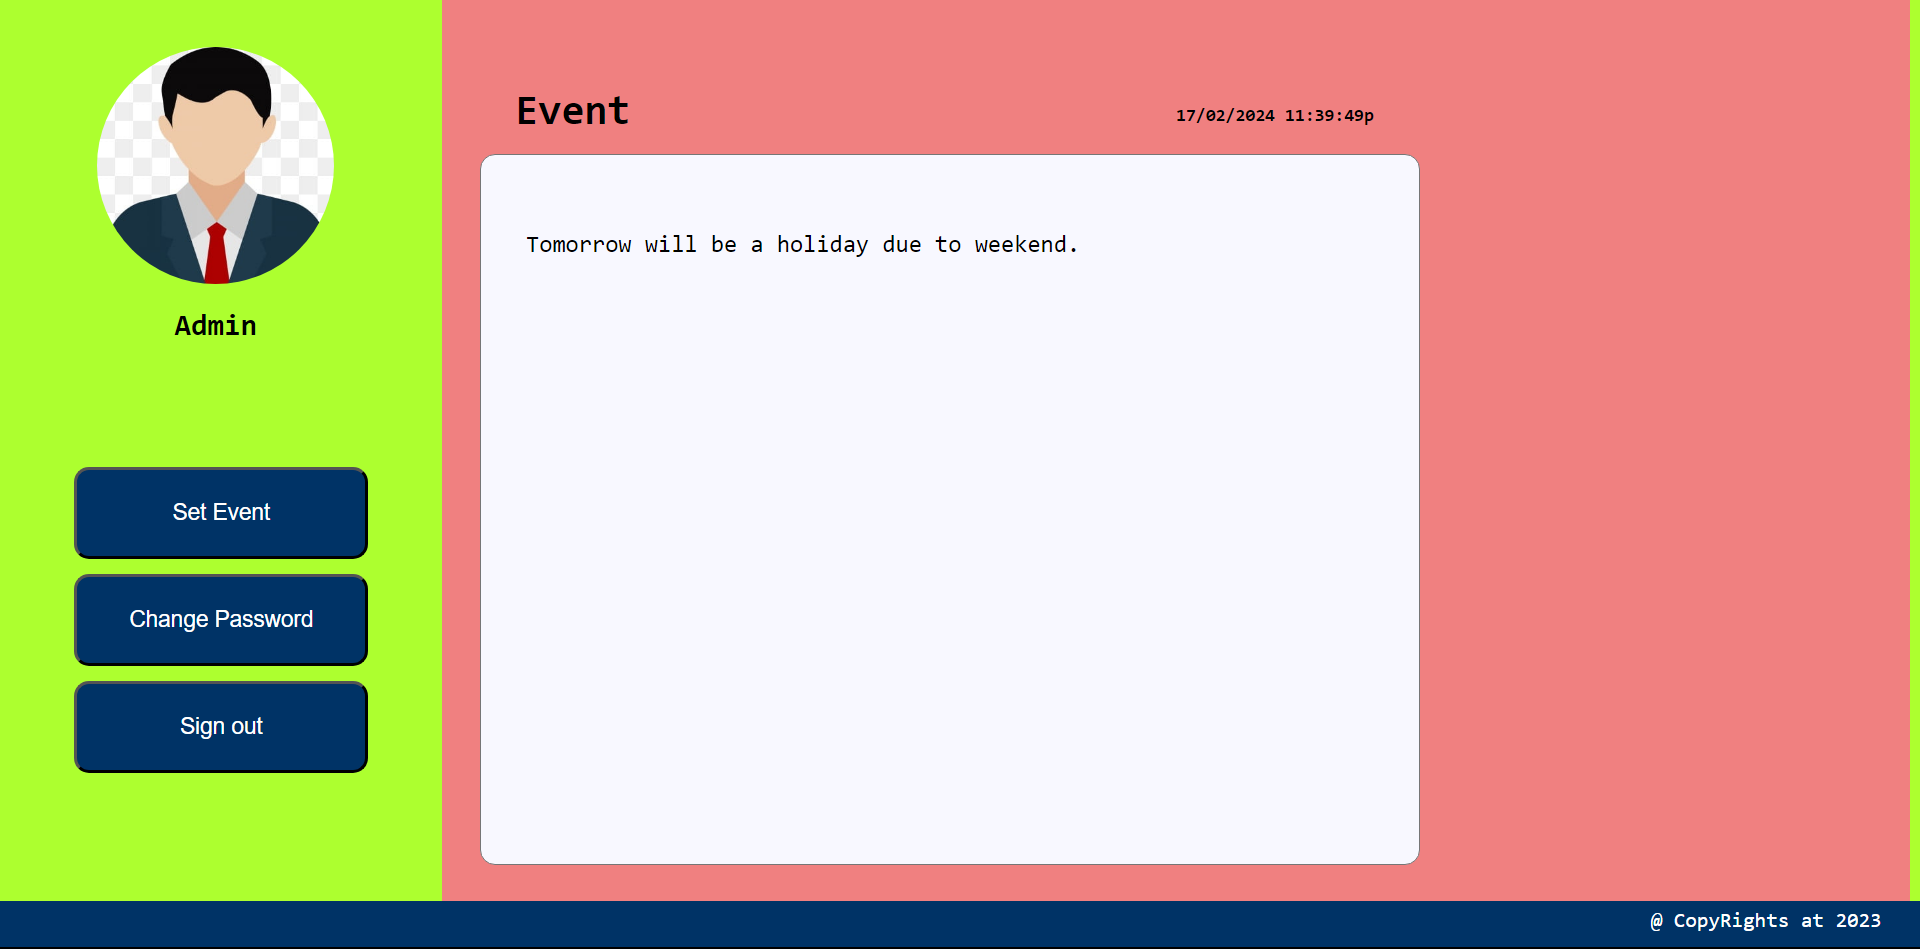 Admin
Set Event
Change Password
Sign out
Event
17/02/2024 11:39:49p
Tomorrow will be a holiday due to weekend.
@ CopyRights at 2023